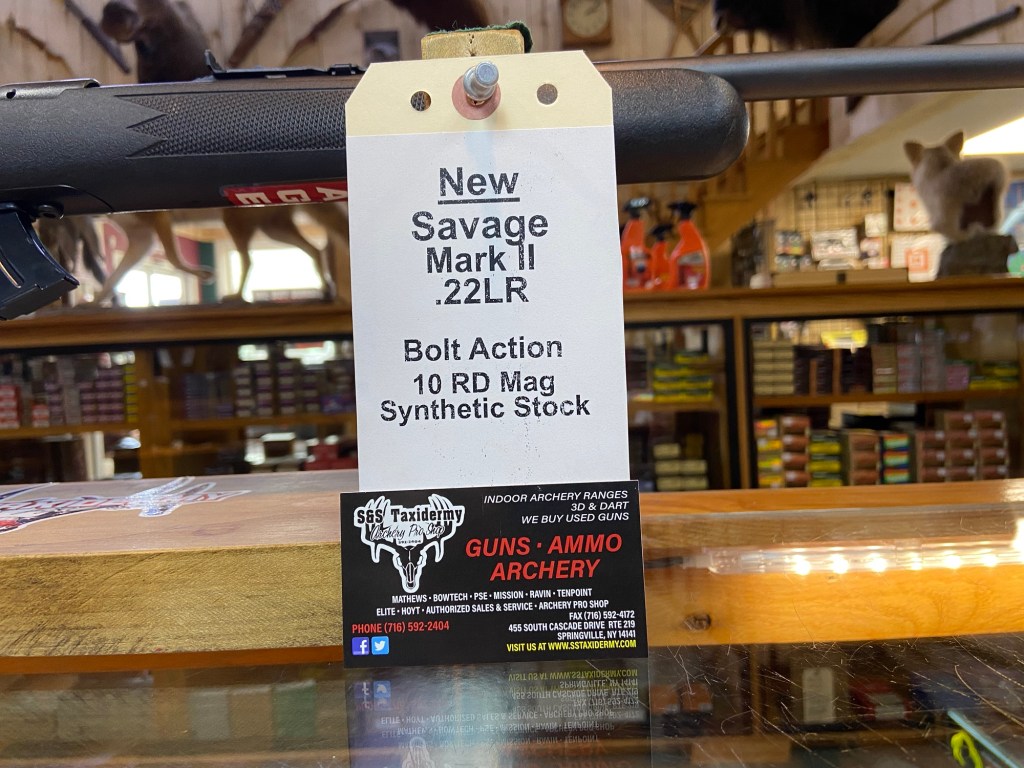 New
Savage
Mark II
.22LR
Bolt Action
10 RD Mag
Synthetic Stock
AGE
S&S Taxidermy
Archery Pro Shop
INDOOR ARCHERY RANGES
3D & DART
WE BUY USED GUNS
GUNS · AMMO
ARCHERY
MATHEWS · BOWTECH · PSE · MISSION · RAVIN · TENPOINT
ELITE · HOYT · AUTHORIZED SALES & SERVICE · ARCHERY PRO SHOP
FAX (716) 592-4172
PHONE (716) 592-2404
455 SOUTH CASCADE DRIVE RTE 219
SPRINGVILLE, NY 14141
VISIT US AT WWW.SSTAXIDERMY.COM